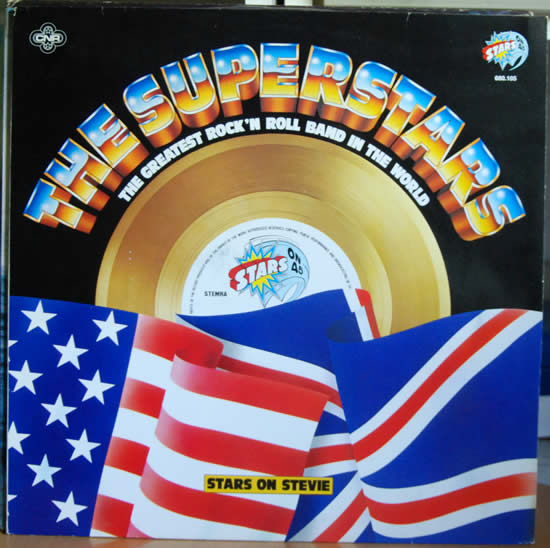 CNR
STARS
680.105
THE SUPERSTARS
THE GREATEST ROCK'N ROLL BAND IN THE WORLD
STARS ON 45
STEMRA
STARS ON STEVIE